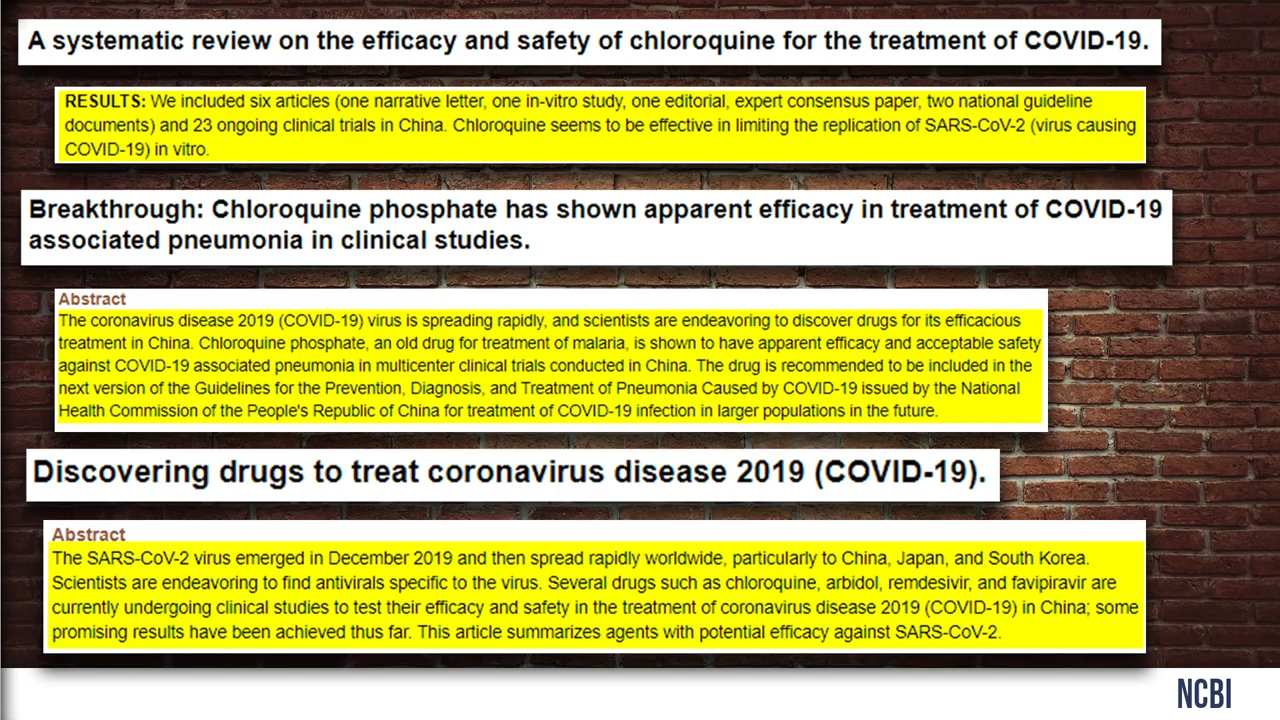 A systematic review on the efficacy and safety of chloroquine for the treatment of COVID-19.
RESULTS: We included six articles (one narrative letter, one in-vitro study, one editorial, expert consensus paper, two national guideline
documents) and 23 ongoing clinical trials in China. Chloroquine seems to be effective in limiting the replication of SARS-CoV-2 (virus causing
COVID-19) in vitro.
Breakthrough: Chloroquine phosphate has shown apparent efficacy in treatment of COVID-19
associated pneumonia in clinical studies.
Abstract
The coronavirus disease 2019 (COVID-19) virus is spreading rapidly, and scientists are endeavoring to discover drugs for its efficacious
treatment in China. Chloroquine phosphate, an old drug for treatment of malaria, is shown to have apparent efficacy and acceptable safety
against COVID-19 associated pneumonia in multicenter clinical trials conducted in China. The drug is recommended to be included in the
next version of the Guidelines for the Prevention, Diagnosis, and Treatment of Pneumonia Caused by COVID-19 issued by the National
Health Commission of the People's Republic of China for treatment of COVID-19 infection in larger populations in the future.
Discovering drugs to treat coronavirus disease 2019 (COVID-19).
Abstract
The SARS-CoV-2 virus emerged in December 2019 and then spread rapidly worldwide, particularly to China, Japan, and South Korea.
Scientists are endeavoring to find antivirals specific to the virus. Several drugs such as chloroquine, arbidol, remdesivir, and favipiravir are
currently undergoing clinical studies to test their efficacy and safety in the treatment of coronavirus disease 2019 (COVID-19) in China; some
promising results have been achieved thus far. This article summarizes agents with potential efficacy against SARS-CoV-2.
NCBI